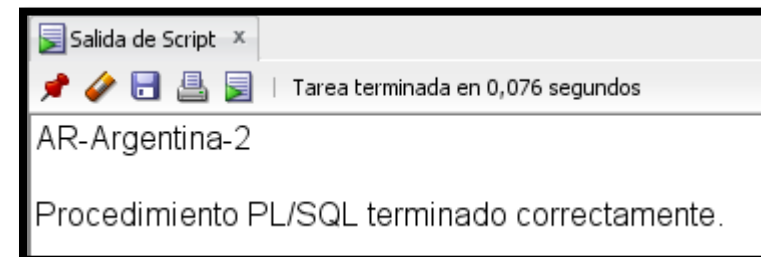 Salida de Script x
Tarea terminada en 0,076 segundos
AR-Argentina-2
Procedimiento PL/SQL terminado correctamente.